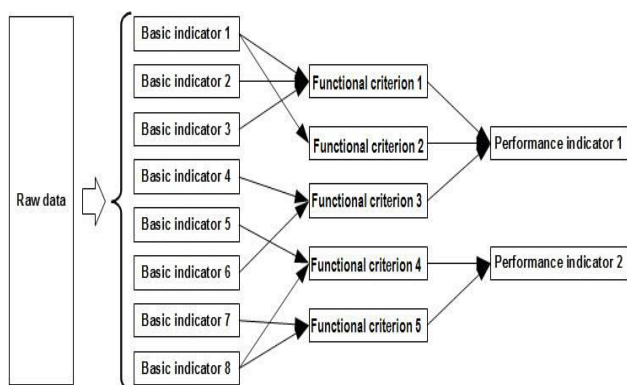 Raw data
Basic indicator 1
Basic indicator 2
Basic indicator 3
Basic indicator 4
Basic indicator 5
Basic indicator 6
Basic indicator 7
Basic indicator 8
Functional criterion 1
Functional criterion 2
Functional criterion 3
Functional criterion 4
Functional criterion 5
Performance indicator 1
Performance indicator 2